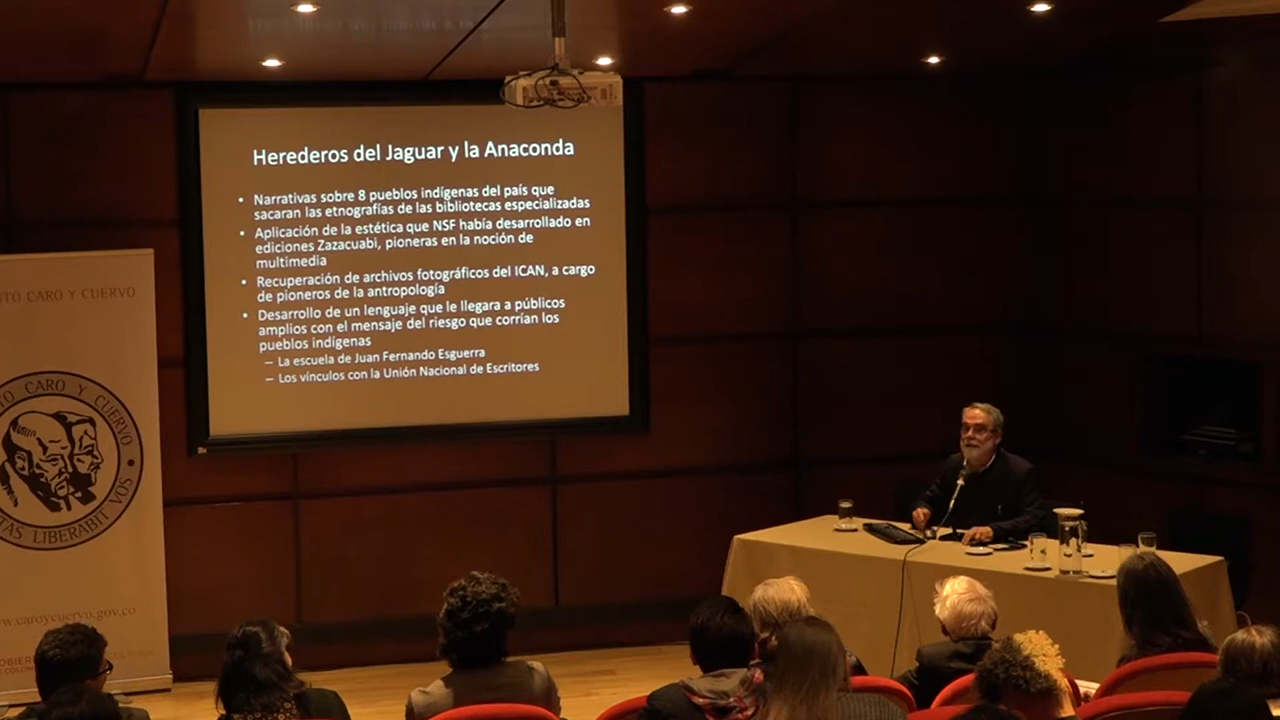 Herederos del Jaguar y la Anaconda
• Narrativas sobre 8 pueblos indígenas del país que
sacaran las etnografías de las bibliotecas especializadas
• Aplicación de la estética que NSF había desarrollado en
ediciones Zazacuabi, pioneras en la noción de
multimedia
• Recuperación de archivos fotográficos del ICAN, a cargo
de pioneros de la antropología
• Desarrollo de un lenguaje que le llegara a públicos
amplios con el mensaje del riesgo que corrían los
pueblos indígenas
– La escuela de Juan Fernando Esguerra
– Los vínculos con la Unión Nacional de Escritores
UTO CARO Y CUERVO
UTO CARO Y CUERVO •
TAS LIBERABIT VOS
w.caroycuervo.gov.co